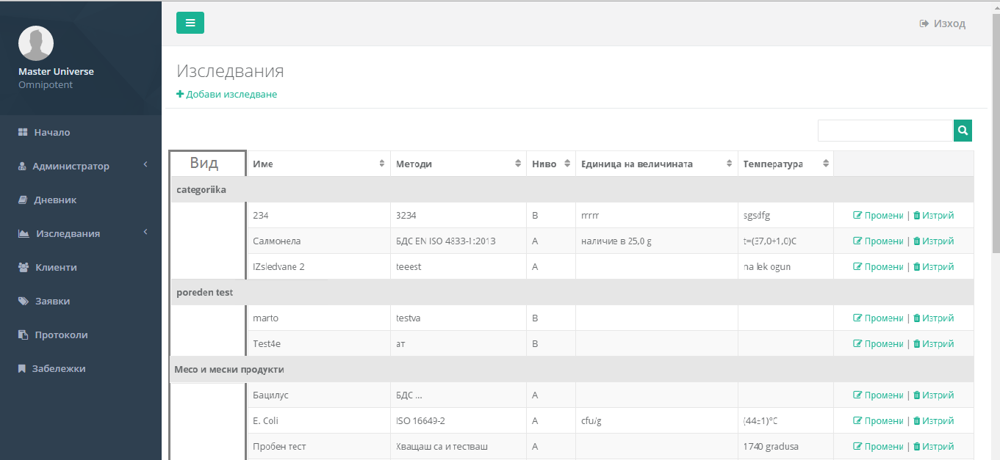 Master Universe
Omnipotent
Начало
Администратор
Дневник
Изследвания
Клиенти
Заявки
Протоколи
Забележки
Изход
Изследвания
Добави изследване
Вид Име Методи Ниво Единица на величината Температура
categoriika
234 3234 B rrrrr sgsdfg Промени | Изтрий
Салмонела БДС EN ISO 4833-1:2013 A наличие в 25,0 g t=(37,0+1,0)C Промени | Изтрий
IZsledvane 2 teeest A na lek ogun Промени | Изтрий
poreden test
marto testva B Промени | Изтрий
Test4e ат B Промени | Изтрий
Месо и месни продукти
Бацилус БДС ... A Промени | Изтрий
E. Coli ISO 16649-2 A cfu/g (44±1)°C Промени | Изтрий
Пробен тест Хващаш са и тестваш A 1740 gradusa Промени | Изтрий